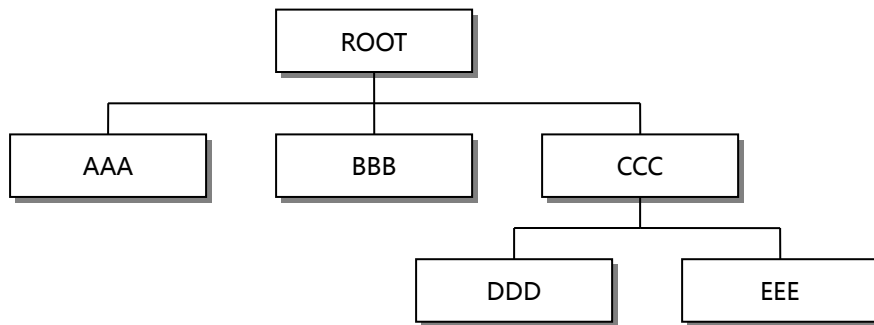 ROOT
AAA
BBB
CCC
DDD
EEE